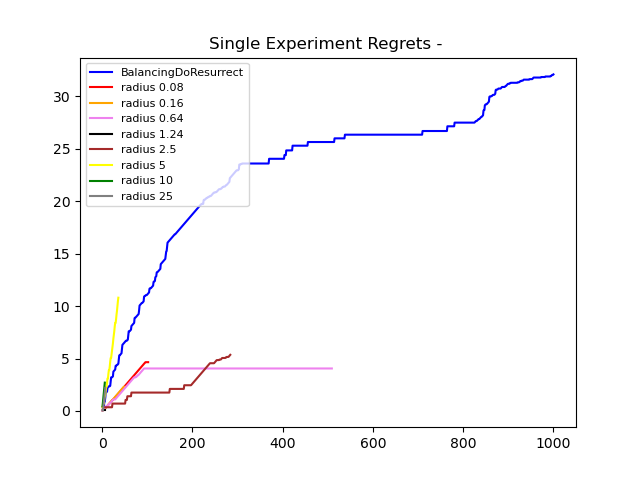 Single Experiment Regrets -
BalancingDoResurrect
radius 0.08
radius 0.16
radius 0.64
radius 1.24
radius 2.5
radius 5
radius 10
radius 25
30
25
20
15
10
5
0
0 200 400 600 800 1000